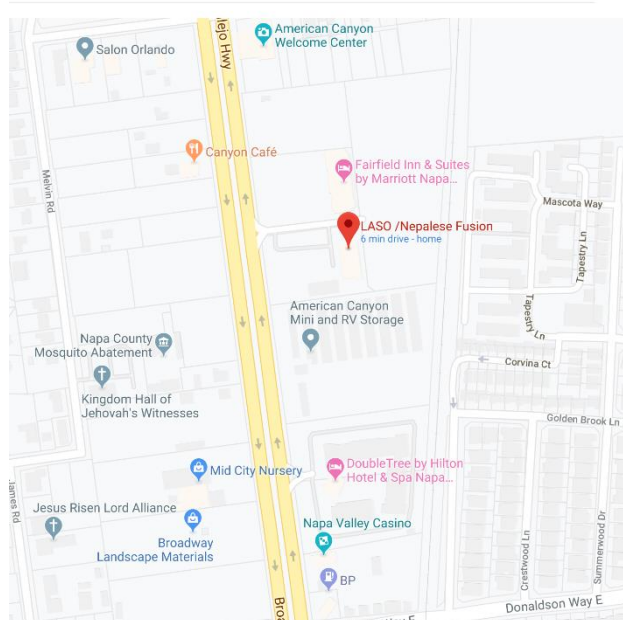 American Canyon
Welcome Center
Salon Orlando
llejo Hwy
Canyon Café
Fairfield Inn & Suites
by Marriott Napa...
Melvin Rd
Mascota Way
LASO /Nepalese Fusion
6 min drive - home
Tapestry Ln
American Canyon
Mini and RV Storage
Tapestry Ln
Napa County
Mosquito Abatement
Corvina Ct
Kingdom Hall of
Jehovah's Witnesses
Golden Brook Ln
DoubleTree by Hilton
Hotel & Spa Napa...
Mid City Nursery
James Rd
Jesus Risen Lord Alliance
Napa Valley Casino
Broadway
Landscape Materials
Crestwood Ln
Summerwood Dr
BP
Donaldson Way E
Broa